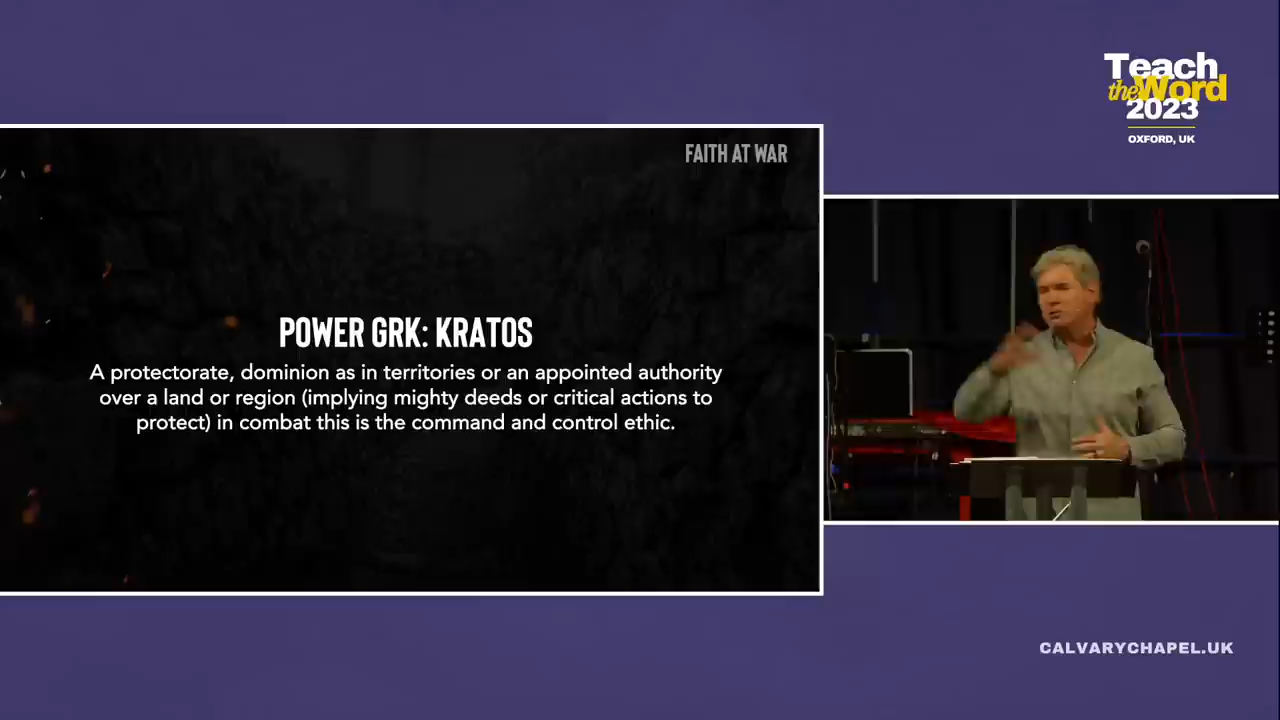 Teach
the Word
2023
OXFORD, UK
FAITH AT WAR
POWER GRK: KRATOS
A protectorate, dominion as in territories or an appointed authority
over a land or region (implying mighty deeds or critical actions to
protect) in combat this is the command and control ethic.
CALVARYCHAPEL.UK